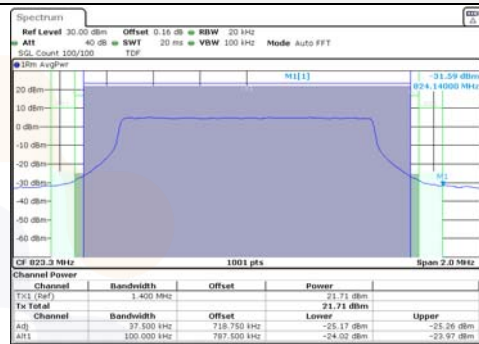 Spectrum
Ref Level 30.00 dBm Offset 0.16 dB RBW 20 kHz
Att 40 dB SWT 20 ms VBW 100 kHz Mode Auto FFT
SGL Count 100/100 TDF
1Rm AvgPwr
M1[1] -31.59 dBm
824.14000 MHz
20 dBm
10 dBm
0 dBm
-10 dBm
-20 dBm
-30 dBm
M1
-40 dBm
-50 dBm
-60 dBm
CF 823.3 MHz 1001 pts Span 2.0 MHz
Channel Power
Channel Bandwidth Offset Power
TX1 (Ref) 1.400 MHz 21.71 dBm
Tx Total 21.71 dBm
Channel Bandwidth Offset Lower Upper
Adj 37.500 kHz 718.750 kHz -25.17 dBm -25.26 dBm
Alt1 100.000 kHz 787.500 kHz -24.02 dBm -23.97 dBm